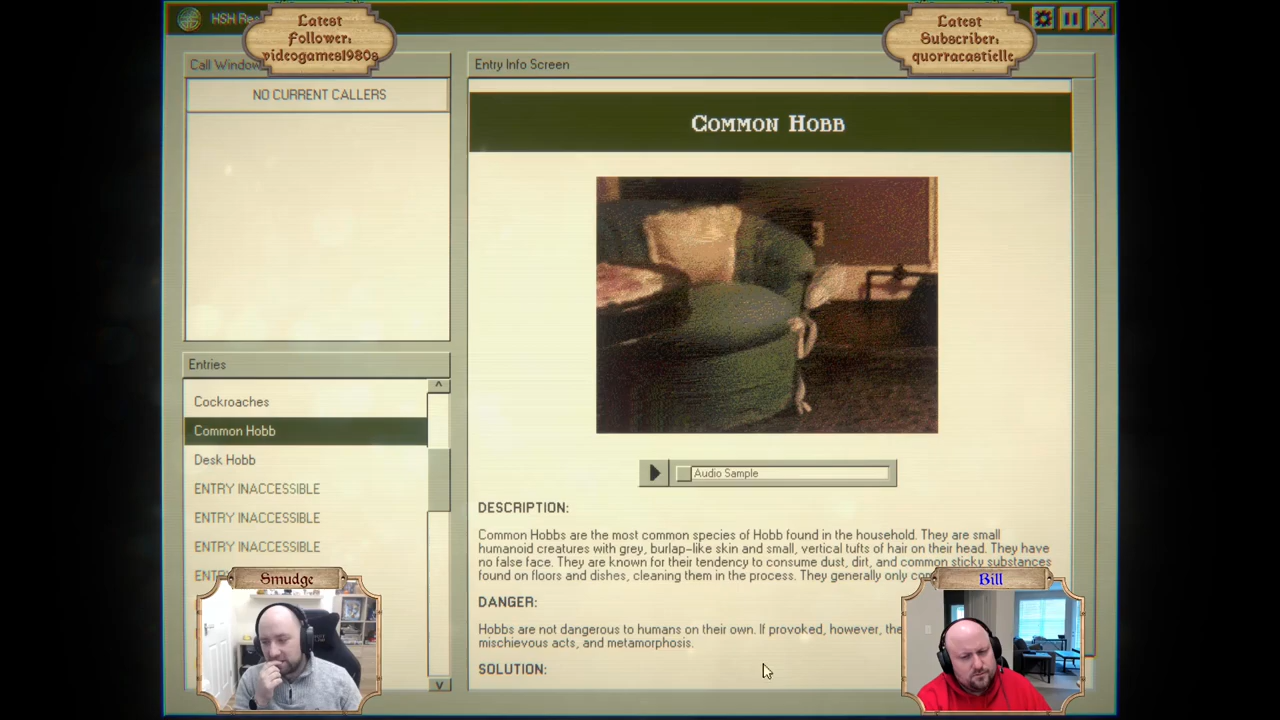 HSH
Latest
Follower:
videogames1980s
Latest
Subscriber:
quorracastielle
Call Window
Entry Info Screen
NO CURRENT CALLERS
COMMON HOBB
Entries
Cockroaches
Common Hobb
Desk Hobb
ENTRY INACCESSIBLE
ENTRY INACCESSIBLE
ENTRY INACCESSIBLE
Audio Sample
DESCRIPTION:
Common Hobbs are the most common species of Hobb found in the household. They are small
humanoid creatures with grey, burlap-like skin and small, vertical tufts of hair on their head. They have
no false face. They are known for their tendency to consume dust, dirt, and common sticky substances
found on floors and dishes, cleaning them in the process. They generally only
DANGER:
Hobbs are not dangerous to humans on their own. If provoked, however, the
mischievous acts, and metamorphosis.
SOLUTION:
Smudge
Bill